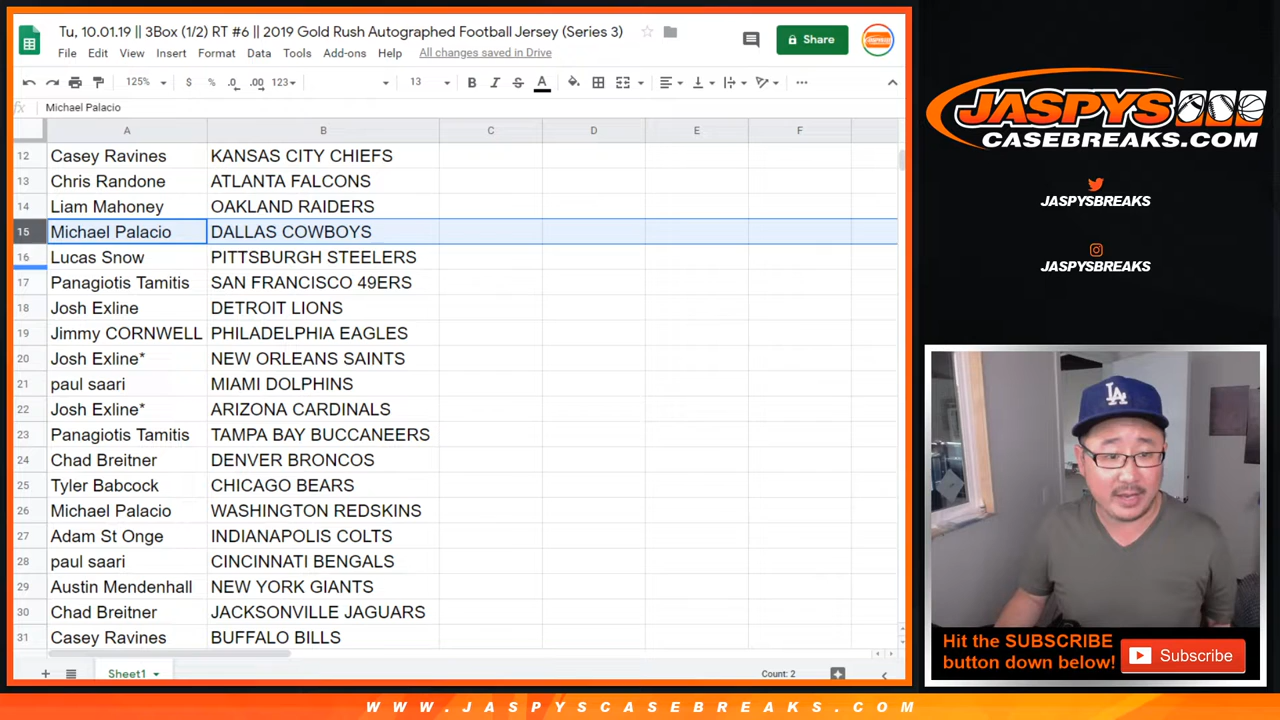 Tu, 10.01.19 || 3Box (1/2) RT #6 || 2019 Gold Rush Autographed Football Jersey (Series 3)
File Edit View Insert Format Data Tools Add-ons Help All changes saved in Drive
Share
125% $ % .0 .00 123 13 B I S A
fx Michael Palacio
A B C D E F
12 Casey Ravines KANSAS CITY CHIEFS
13 Chris Randone ATLANTA FALCONS
14 Liam Mahoney OAKLAND RAIDERS
15 Michael Palacio DALLAS COWBOYS
16 Lucas Snow PITTSBURGH STEELERS
17 Panagiotis Tamitis SAN FRANCISCO 49ERS
18 Josh Exline DETROIT LIONS
19 Jimmy CORNWELL PHILADELPHIA EAGLES
20 Josh Exline* NEW ORLEANS SAINTS
21 paul saari MIAMI DOLPHINS
22 Josh Exline* ARIZONA CARDINALS
23 Panagiotis Tamitis TAMPA BAY BUCCANEERS
24 Chad Breitner DENVER BRONCOS
25 Tyler Babcock CHICAGO BEARS
26 Michael Palacio WASHINGTON REDSKINS
27 Adam St Onge INDIANAPOLIS COLTS
28 paul saari CINCINNATI BENGALS
29 Austin Mendenhall NEW YORK GIANTS
30 Chad Breitner JACKSONVILLE JAGUARS
31 Casey Ravines BUFFALO BILLS
Sheet1 Count: 2
JASPYS
CASEBREAKS.COM
JASPYSBREAKS
JASPYSBREAKS
LA
Hit the SUBSCRIBE
button down below!
Subscribe
WWW.JASPYSCASEBREAKS.COM